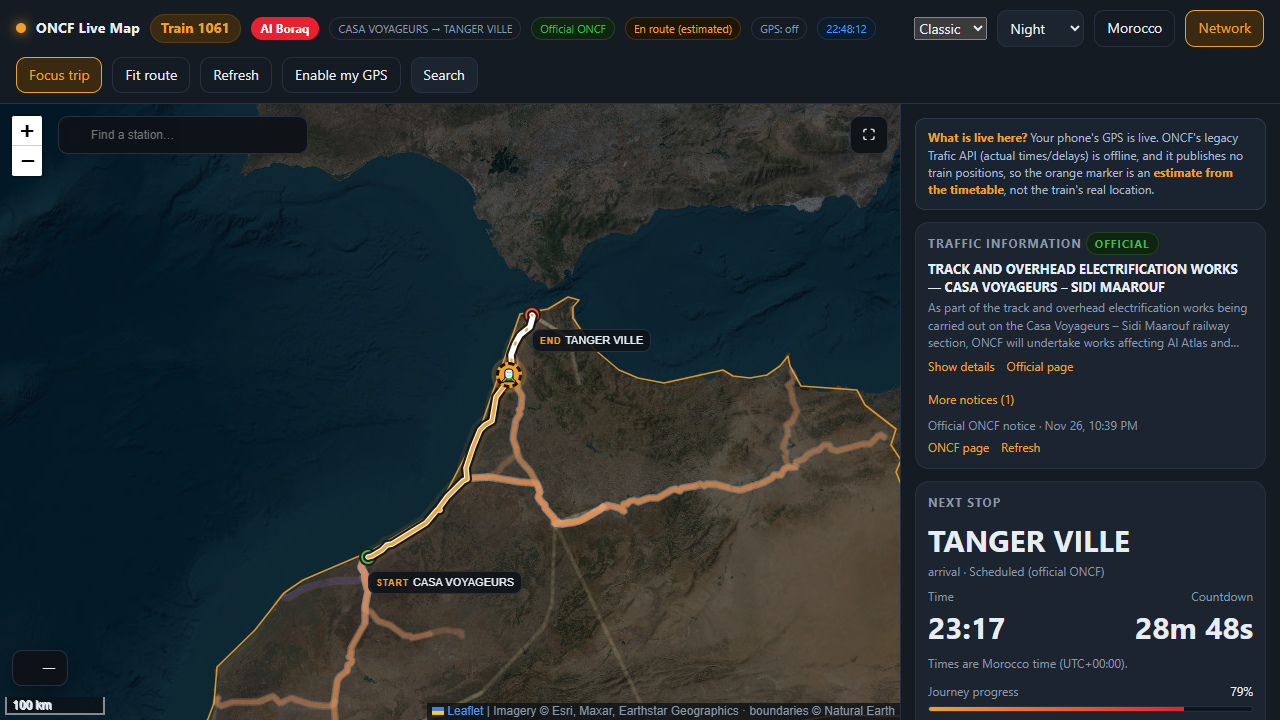 ONCF Live Map
Train 1061
Al Boraq
CASA VOYAGEURS → TANGER VILLE
Official ONCF
En route (estimated)
GPS: off
22:48:12
Classic
Night
Morocco
Network
Focus trip
Fit route
Refresh
Enable my GPS
Search
+
−
Find a station...
END TANGER VILLE
START CASA VOYAGEURS
—
100 km
Leaflet | Imagery © Esri, Maxar, Earthstar Geographics · boundaries © Natural Earth
What is live here? Your phone's GPS is live. ONCF's legacy
Trafic API (actual times/delays) is offline, and it publishes no
train positions, so the orange marker is an estimate from
the timetable, not the train's real location.
TRAFFIC INFORMATION OFFICIAL
TRACK AND OVERHEAD ELECTRIFICATION WORKS
— CASA VOYAGEURS – SIDI MAAROUF
As part of the track and overhead electrification works being
carried out on the Casa Voyageurs – Sidi Maarouf railway
section, ONCF will undertake works affecting Al Atlas and...
Show details Official page
More notices (1)
Official ONCF notice · Nov 26, 10:39 PM
ONCF page Refresh
NEXT STOP
TANGER VILLE
arrival · Scheduled (official ONCF)
Time Countdown
23:17 28m 48s
Times are Morocco time (UTC+00:00).
Journey progress 79%